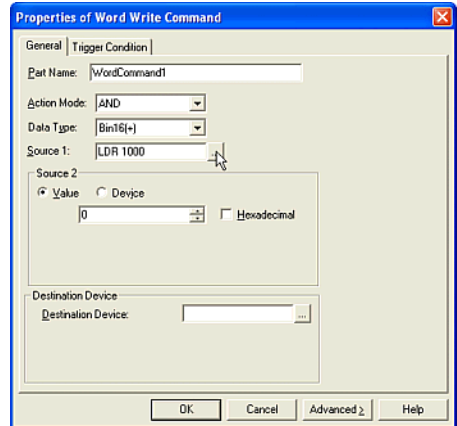 Properties of Word Write Command
General Trigger Condition
Part Name: WordCommand1
Action Mode: AND
Data Type: Bin16(+)
Source 1: LDR 1000 ...
Source 2
Value Device
0 Hexadecimal
Destination Device
Destination Device: ...
OK Cancel Advanced > Help